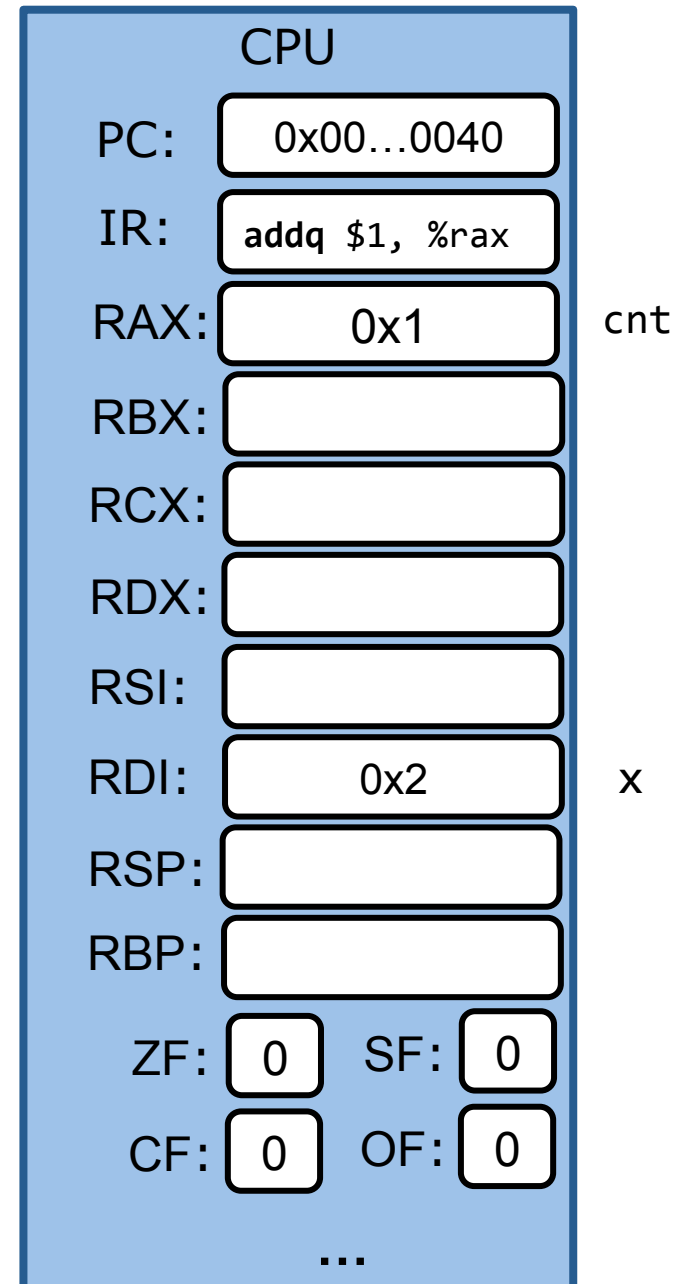 CPU
PC: 0x00...0040
IR: addq $1, %rax
RAX: 0x1 cnt
RBX:
RCX:
RDX:
RSI:
RDI: 0x2 x
RSP:
RBP:
ZF: 0 SF: 0
CF: 0 OF: 0
...